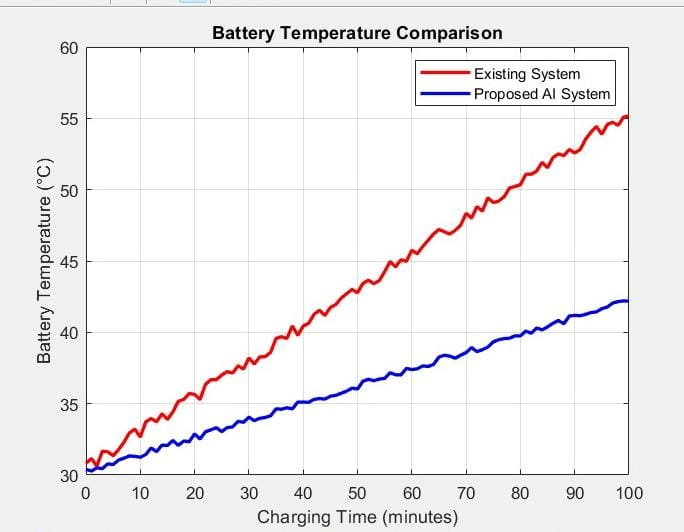 Battery Temperature Comparison
Existing System
Proposed AI System
60
55
50
45
40
35
30
Battery Temperature (°C)
0 10 20 30 40 50 60 70 80 90 100
Charging Time (minutes)